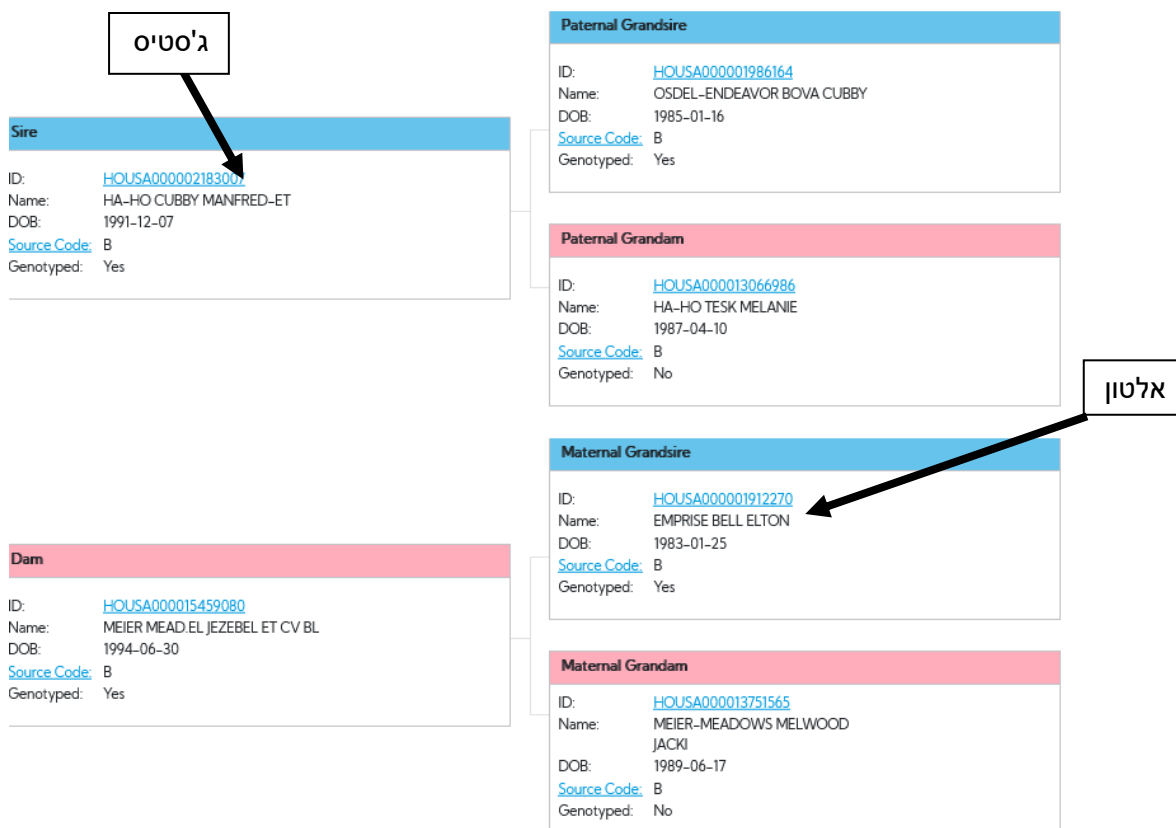 ג'סטיס
Sire
ID: HOUSA000002183007
Name: HA-HO CUBBY MANFRED-ET
DOB: 1991-12-07
Source Code: B
Genotyped: Yes
Paternal Grandsire
ID: HOUSA000001986164
Name: OSDEL-ENDEAVOR BOVA CUBBY
DOB: 1985-01-16
Source Code: B
Genotyped: Yes
Paternal Grandam
ID: HOUSA000013066986
Name: HA-HO TESK MELANIE
DOB: 1987-04-10
Source Code: B
Genotyped: No
אלטון
Maternal Grandsire
ID: HOUSA000001912270
Name: EMPRISE BELL ELTON
DOB: 1983-01-25
Source Code: B
Genotyped: Yes
Dam
ID: HOUSA000015459080
Name: MEIER MEAD.EL JEZEBEL ET CV BL
DOB: 1994-06-30
Source Code: B
Genotyped: Yes
Maternal Grandam
ID: HOUSA000013751565
Name: MEIER-MEADOWS MELWOOD
JACKI
DOB: 1989-06-17
Source Code: B
Genotyped: No